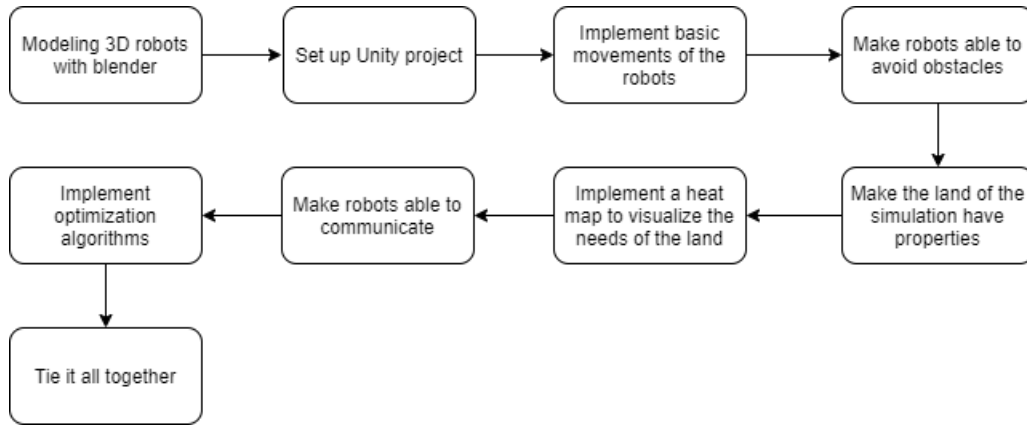 Modeling 3D robots
with blender
Set up Unity project
Implement basic
movements of the
robots
Make robots able to
avoid obstacles
Make the land of the
simulation have
properties
Implement a heat
map to visualize the
needs of the land
Make robots able to
communicate
Implement
optimization
algorithms
Tie it all together